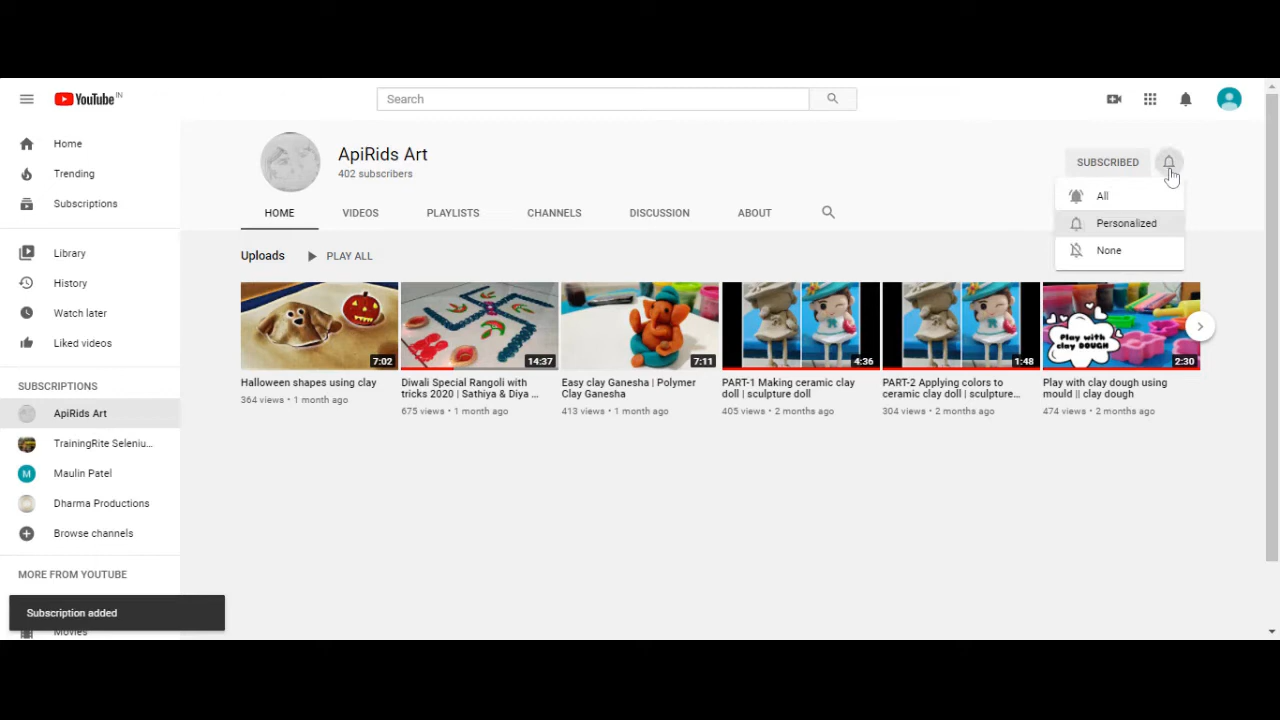 YouTube IN
Search
Home
Trending
Subscriptions
Library
History
Watch later
Liked videos
SUBSCRIPTIONS
ApiRids Art
TrainingRite Seleniu...
M Maulin Patel
Dharma Productions
Browse channels
MORE FROM YOUTUBE
Subscription added
Movies
ApiRids Art
402 subscribers
SUBSCRIBED
All
Personalized
None
HOME VIDEOS PLAYLISTS CHANNELS DISCUSSION ABOUT
Uploads PLAY ALL
7:02
Halloween shapes using clay
364 views • 1 month ago
14:37
Diwali Special Rangoli with
tricks 2020 | Sathiya & Diya ...
675 views • 1 month ago
7:11
Easy clay Ganesha | Polymer
Clay Ganesha
413 views • 1 month ago
4:36
PART-1 Making ceramic clay
doll | sculpture doll
405 views • 2 months ago
1:48
PART-2 Applying colors to
ceramic clay doll | sculpture...
304 views • 2 months ago
Play with
clay DOUGH
2:30
Play with clay dough using
mould || clay dough
474 views • 2 months ago